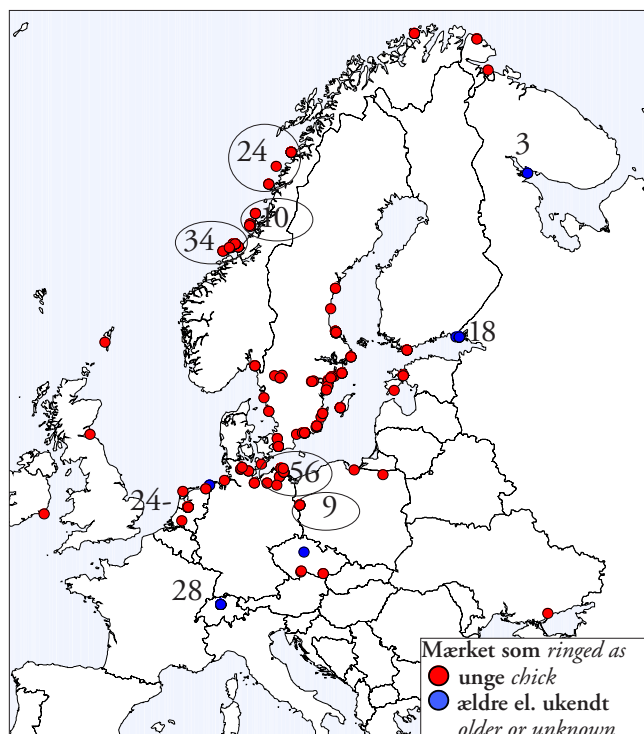 3
24
40
34
18
56
24-
9
28
Mærket som ringed as
unge chick
ældre el. ukendt
older or unknown